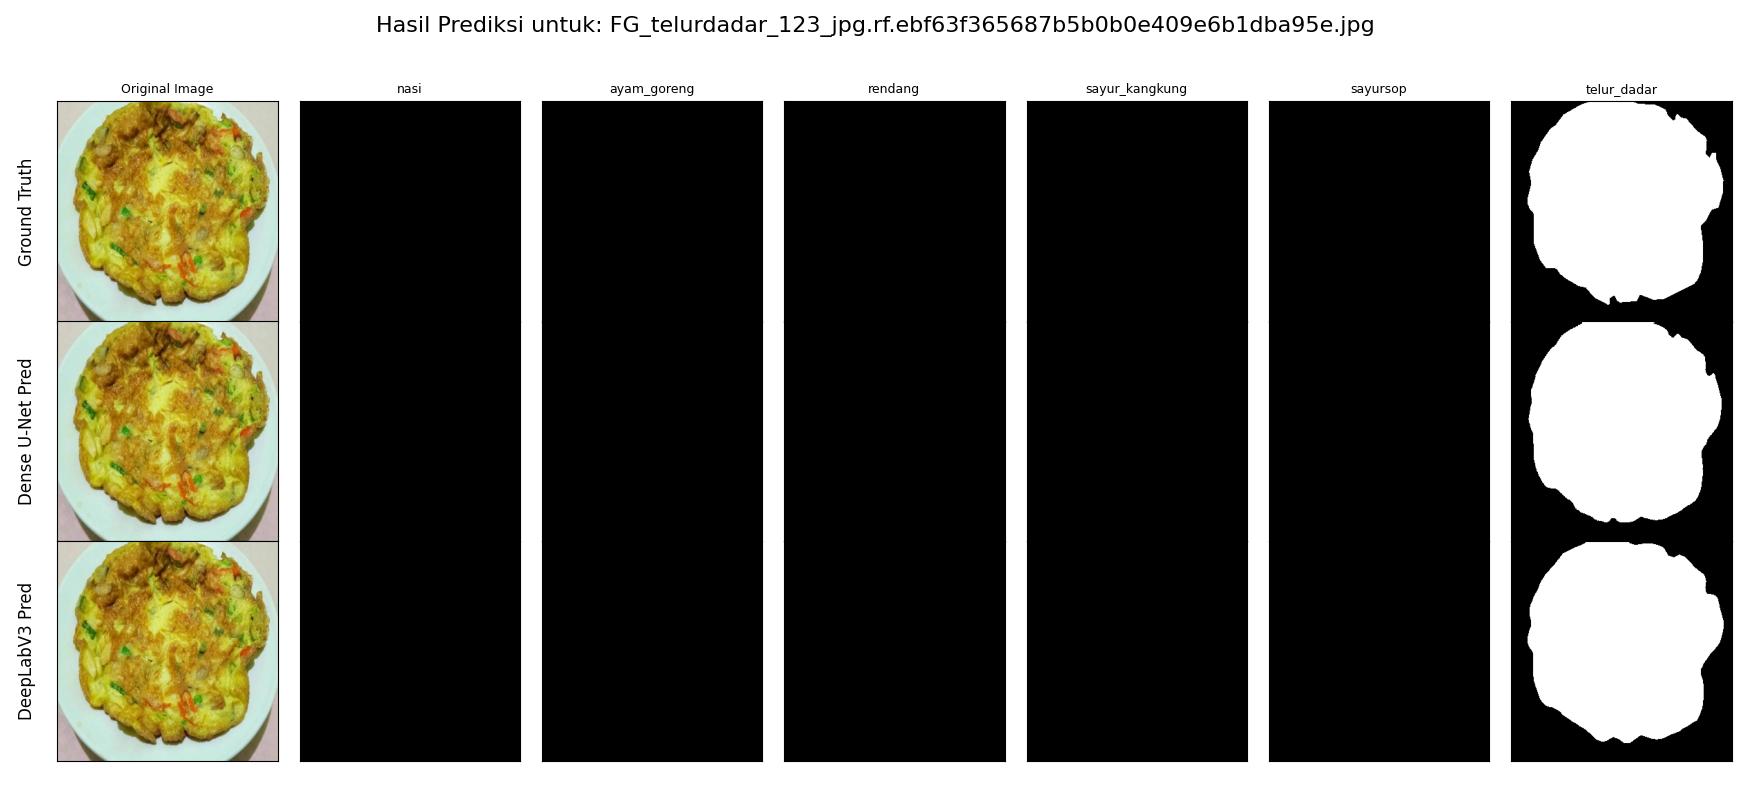 Hasil Prediksi untuk: FG_telurdadar_123_jpg.rf.ebf63f365687b5b0b0e409e6b1dba95e.jpg
Original Image
nasi
ayam_goreng
rendang
sayur_kangkung
sayursop
telur_dadar
Ground Truth
Dense U-Net Pred
DeepLabV3 Pred